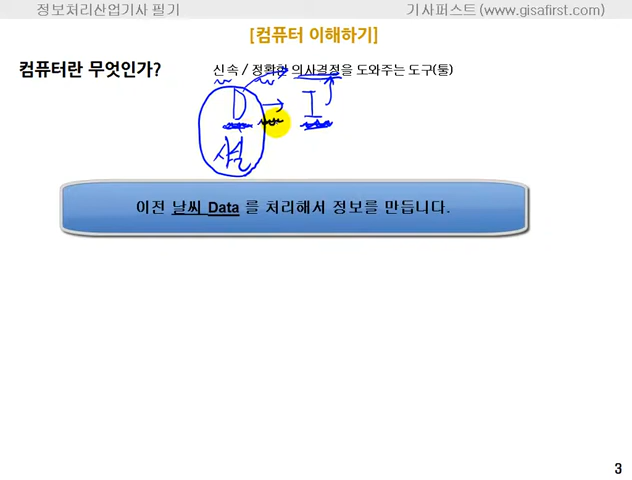 정보처리산업기사 필기
기사퍼스트 (www.gisafirst.com)
[컴퓨터 이해하기]
컴퓨터란 무엇인가?
신속 / 정확한 의사결정을 도와주는 도구(툴)
D → I
사실
이전 날씨 Data 를 처리해서 정보를 만듭니다.
3